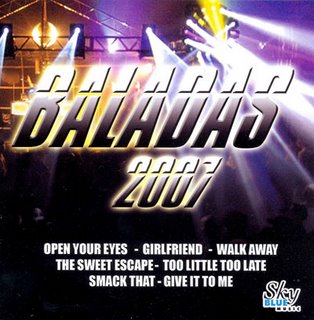 BALADAS
2007
OPEN YOUR EYES - GIRLFRIEND - WALK AWAY
THE SWEET ESCAPE - TOO LITTLE TOO LATE
SMACK THAT - GIVE IT TO ME
Sky
BLUE
MUSIC